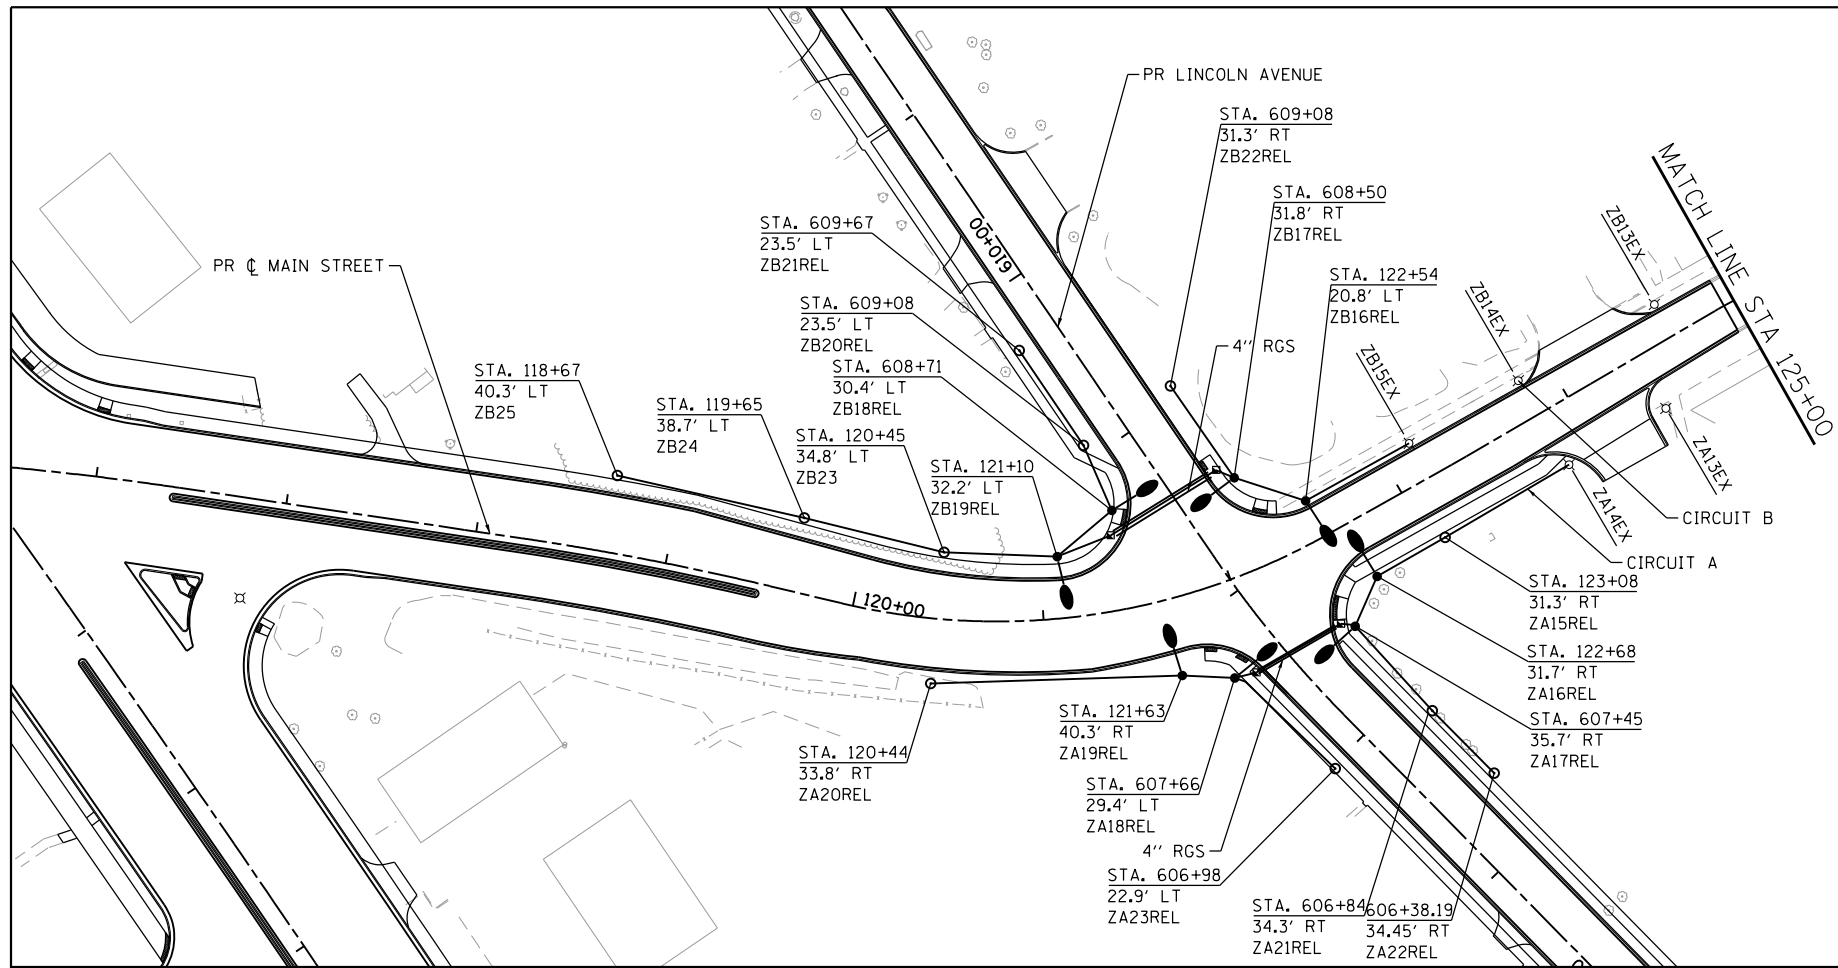 PR LINCOLN AVENUE
STA. 609+08
31.3' RT
ZB22REL
MATCH LINE STA 125+00
STA. 608+50
31.8' RT
ZB17REL
STA. 609+67
23.5' LT
ZB21REL
610+00
ZB13EX
PR ℄ MAIN STREET
STA. 122+54
20.8' LT
ZB16REL
ZB14EX
STA. 609+08
23.5' LT
ZB20REL
4'' RGS
ZB15EX
STA. 608+71
30.4' LT
ZB18REL
STA. 118+67
40.3' LT
ZB25
STA. 119+65
38.7' LT
ZB24
STA. 120+45
34.8' LT
ZB23
STA. 121+10
32.2' LT
ZB19REL
ZA13EX
ZA14EX
CIRCUIT B
CIRCUIT A
STA. 123+08
31.3' RT
ZA15REL
120+00
STA. 122+68
31.7' RT
ZA16REL
STA. 121+63
40.3' RT
ZA19REL
STA. 607+45
35.7' RT
ZA17REL
STA. 120+44
33.8' RT
ZA20REL
STA. 607+66
29.4' LT
ZA18REL
4'' RGS
STA. 606+98
22.9' LT
ZA23REL
STA. 606+84
34.3' RT
ZA21REL
606+38.19
34.45' RT
ZA22REL